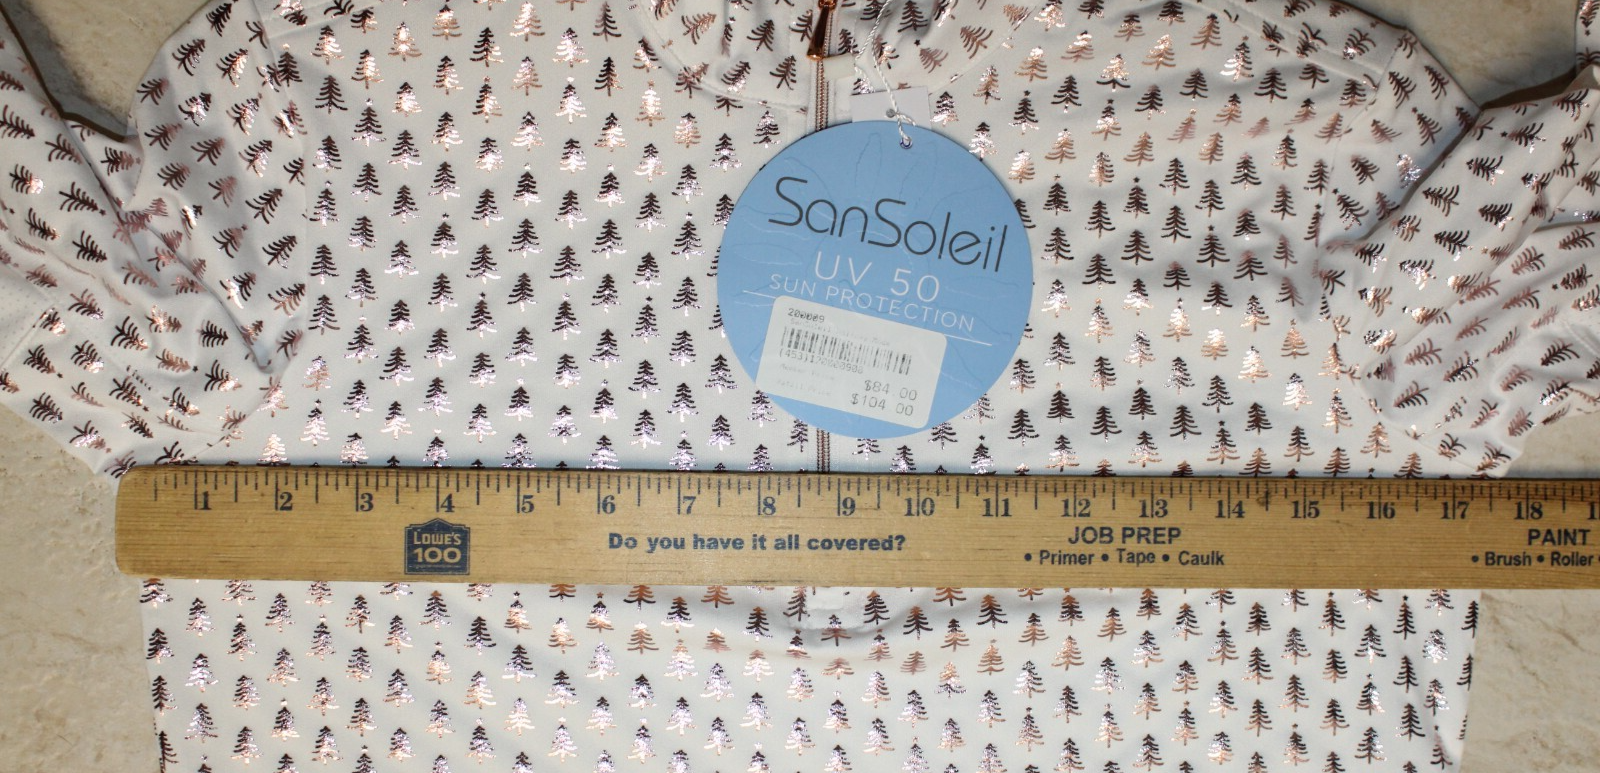 SanSoleil
UV 50
SUN PROTECTION
$84 00
$104 00
1 2 3 4 5 6 7 8 9 10 11 12 13 14 15 16 17 18
LOWE'S
100
Do you have it all covered?
JOB PREP
• Primer • Tape • Caulk
PAINT
• Brush • Roller